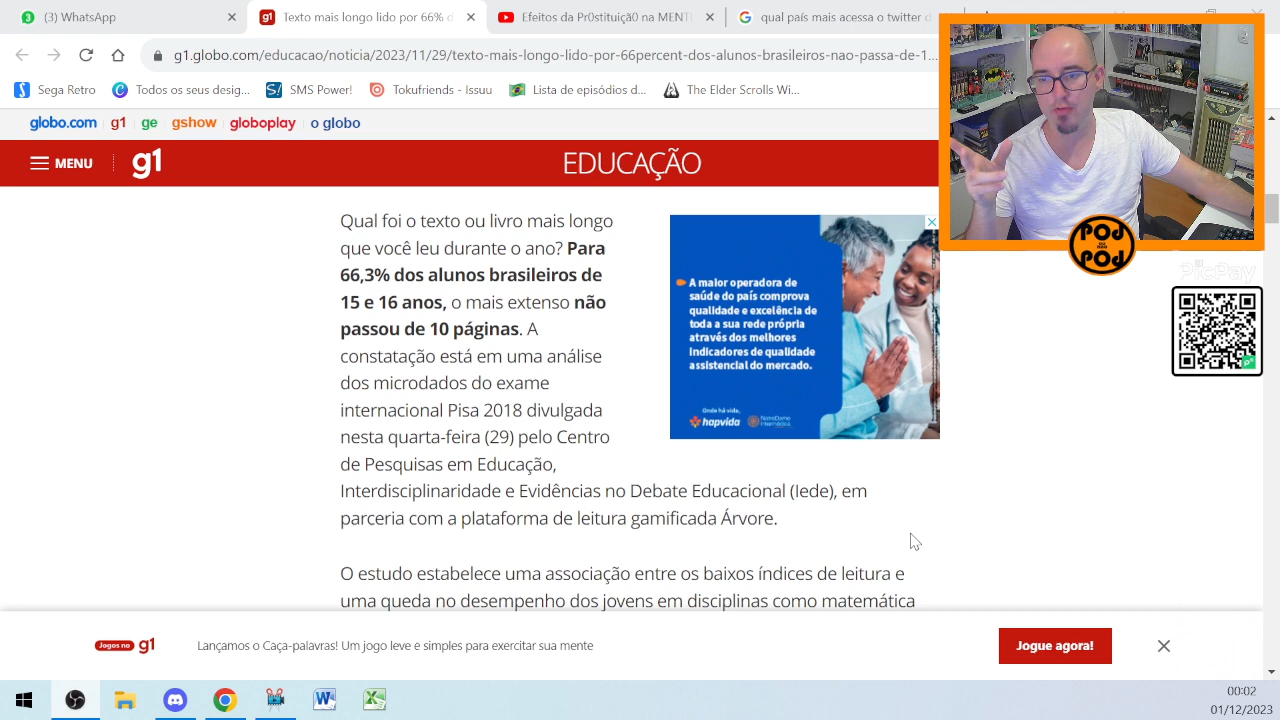 (3) WhatsApp
Texto mais longo lido por 66% d
Efeitos da Pr0stituiçã0 na MENT
qual país mais acessa o twitter d
g1.globo.com/educacao/noticia/2023/11/29/texto-mais-longo-lido-por-66percent-dos-alunos-brasileiros-nao-passa-de-1...
Sega Retro
Todos os seus desig...
SMS Power!
Tokufriends - Issuu
Lista de episódios d...
The Elder Scrolls Wi...
globo.com g1 ge gshow globoplay o globo
MENU g1 EDUCAÇÃO
Qual foi o texto ou livro mais longo
que você leu durante o ano? Para
66,3% dos alunos brasileiros de
15 e 16 anos, o mais extenso não
passou de 10 páginas. A
constatação está em uma análise
dos microdados do exame
internacional Pisa 2018 divulgada
nesta quarta-feira (29) pelo Centro
de Pesquisas em Educação,
Interdisciplinaridade e Evidências no Debate Educacional (Iede), em
parceria com a plataforma de leitura gamificada Árvore.
O estudo estabelece uma associação entre os baixos índices de leitura e
uma queda no desempenho dos jovens em disciplinas como matemática
A maior operadora de
saúde do país comprova
qualidade e excelência de
toda a sua rede própria
através dos melhores
indicadores de qualidade
assistencial do mercado.
Onde há vida,
hapvida
NotreDame
Intermédica
POD
OU NÃO
POD
PicPay
Jogos no g1
Lançamos o Caça-palavras! Um jogo leve e simples para exercitar sua mente
Jogue agora!
00:02
01/12/2023